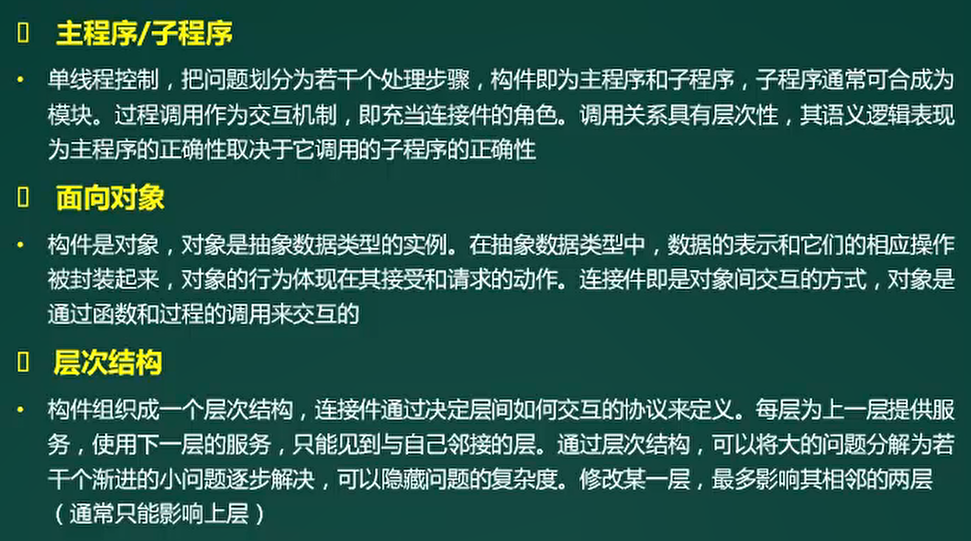 主程序/子程序
• 单线程控制，把问题划分为若干个处理步骤，构件即为主程序和子程序，子程序通常可合成为
模块。过程调用作为交互机制，即充当连接件的角色。调用关系具有层次性，其语义逻辑表现
为主程序的正确性取决于它调用的子程序的正确性
面向对象
• 构件是对象，对象是抽象数据类型的实例。在抽象数据类型中，数据的表示和它们的相应操作
被封装起来，对象的行为体现在其接受和请求的动作。连接件即是对象间交互的方式，对象是
通过函数和过程的调用来交互的
层次结构
• 构件组织成一个层次结构，连接件通过决定层间如何交互的协议来定义。每层为上一层提供服
务，使用下一层的服务，只能见到与自己邻接的层。通过层次结构，可以将大的问题分解为若
干个渐进的小问题逐步解决，可以隐藏问题的复杂度。修改某一层，最多影响其相邻的两层
（通常只能影响上层）